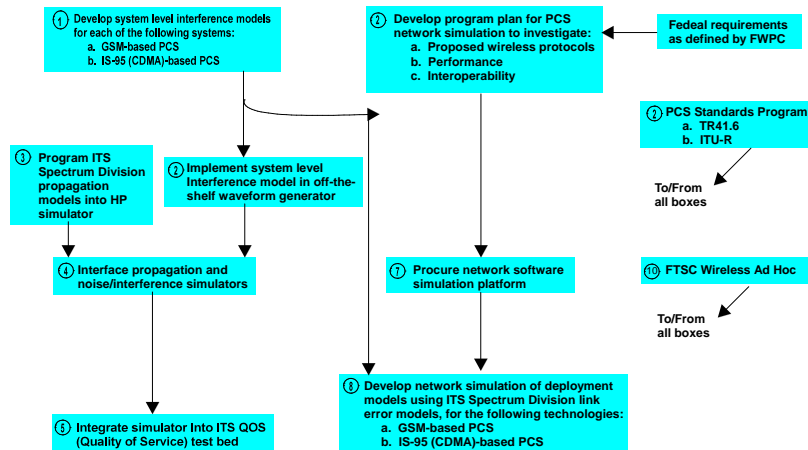 1 Develop system level interference models
for each of the following systems:
a. GSM-based PCS
b. IS-95 (CDMA)-based PCS
2 Develop program plan for PCS
network simulation to investigate:
a. Proposed wireless protocols
b. Performance
c. Interoperability
Federal requirements
as defined by FWPC
2 PCS Standards Program
a. TR41.6
b. ITU-R
To/From
all boxes
3 Program ITS
Spectrum Division
propagation
models into HP
simulator
2 Implement system level
Interference model in off-the-
shelf waveform generator
4 Interface propagation and
noise/interference simulators
7 Procure network software
simulation platform
10 FTSC Wireless Ad Hoc
To/From
all boxes
5 Integrate simulator Into ITS QOS
(Quality of Service) test bed
8 Develop network simulation of deployment
models using ITS Spectrum Division link
error models, for the following technologies:
a. GSM-based PCS
b. IS-95 (CDMA)-based PCS